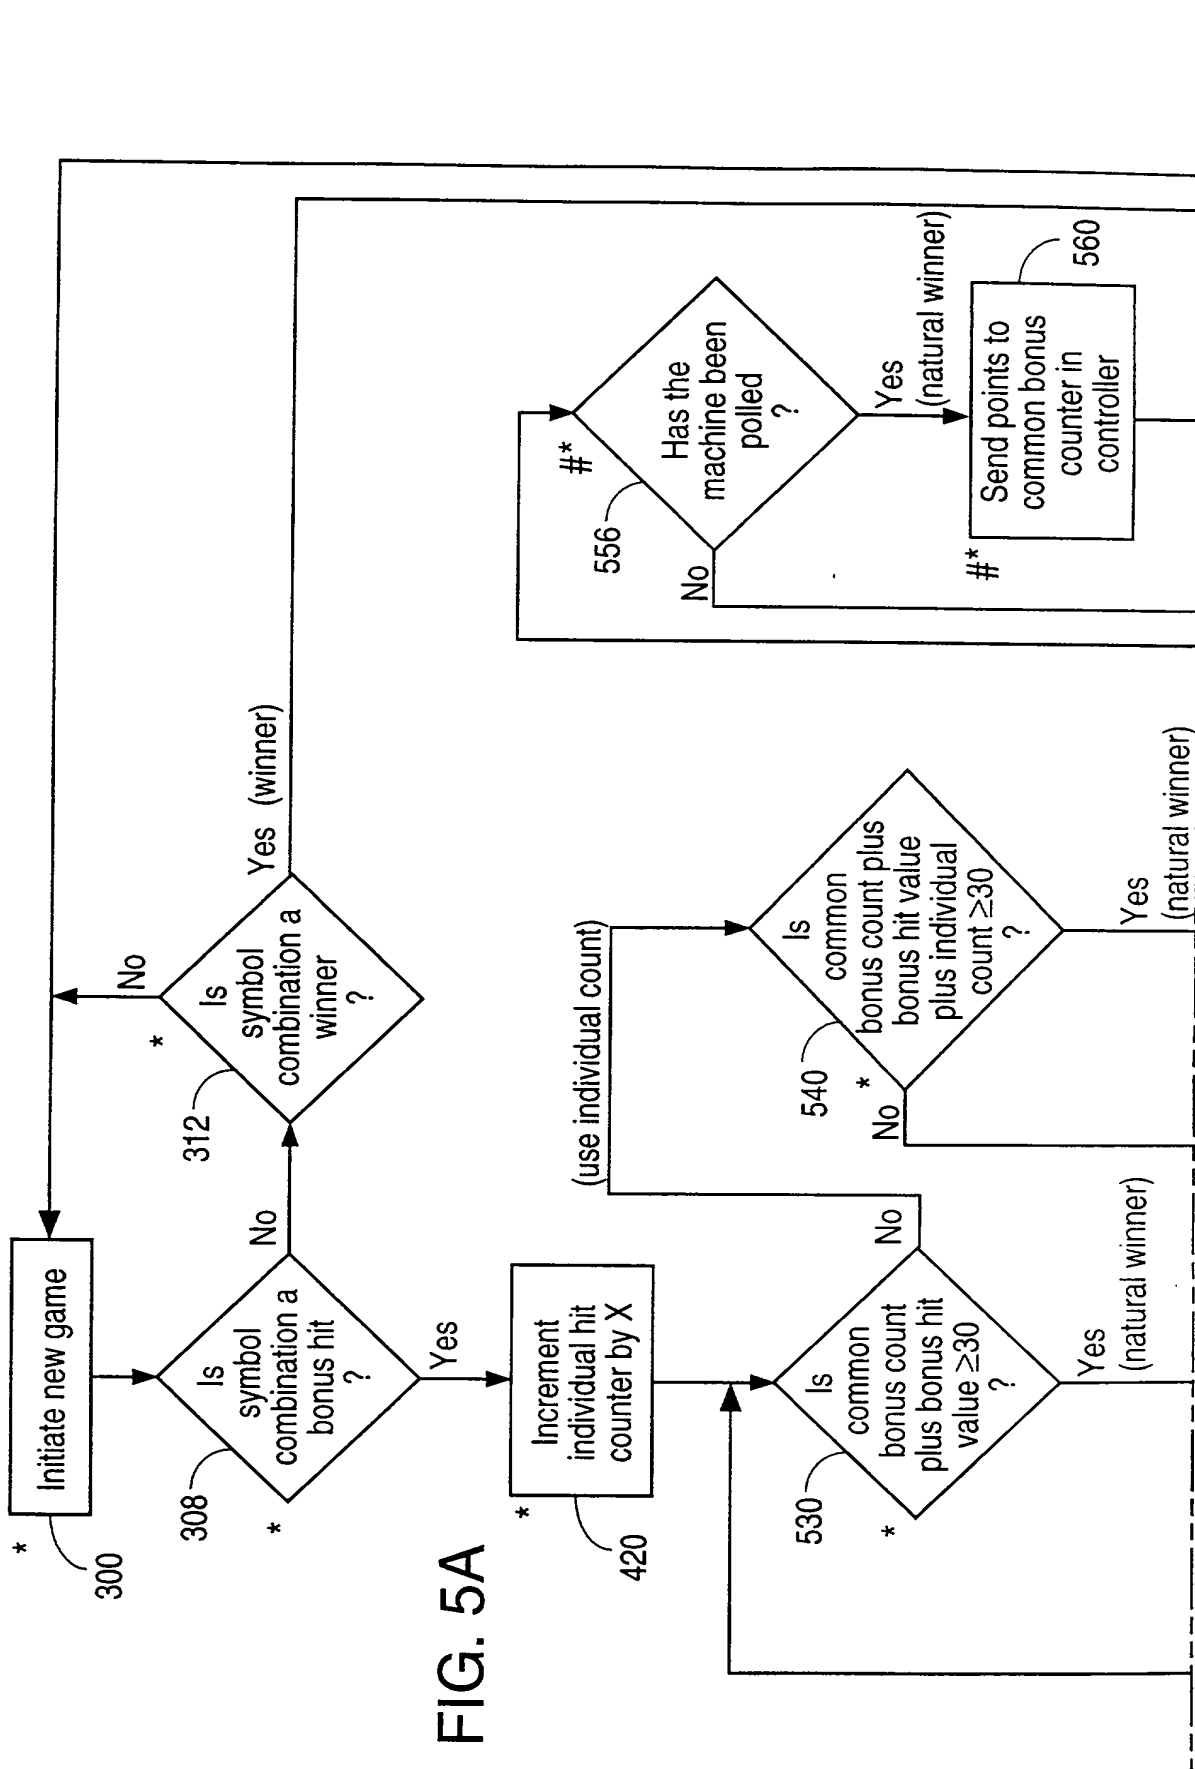 *
Initiate new game
300
Is
symbol
combination a
bonus hit
?
308
*
No
Yes
Is
symbol
combination a
winner
?
312
*
No
Yes (winner)
Increment
individual hit
counter by X
*
420
Is
common
bonus count
plus bonus hit
value ≥30
?
530
*
No
Yes
(natural winner)
(use individual count)
Is
common
bonus count plus
bonus hit value
plus individual
count ≥30
?
540
*
No
Yes
(natural winner)
Has the
machine been
polled
?
#*
556
No
Yes
(natural winner)
Send points to
common bonus
counter in
controller
#*
560
FIG. 5A